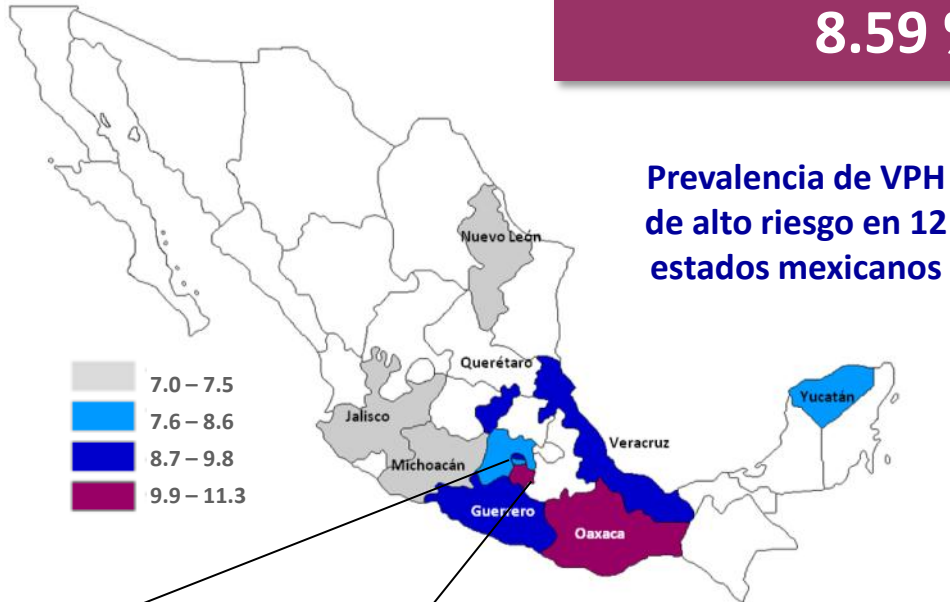 8.59 %
Prevalencia de VPH
de alto riesgo en 12
estados mexicanos
Nuevo León
Querétaro
7.0 – 7.5
7.6 – 8.6
8.7 – 9.8
9.9 – 11.3
Jalisco
Yucatán
Veracruz
Michoacán
Guerrero
Oaxaca